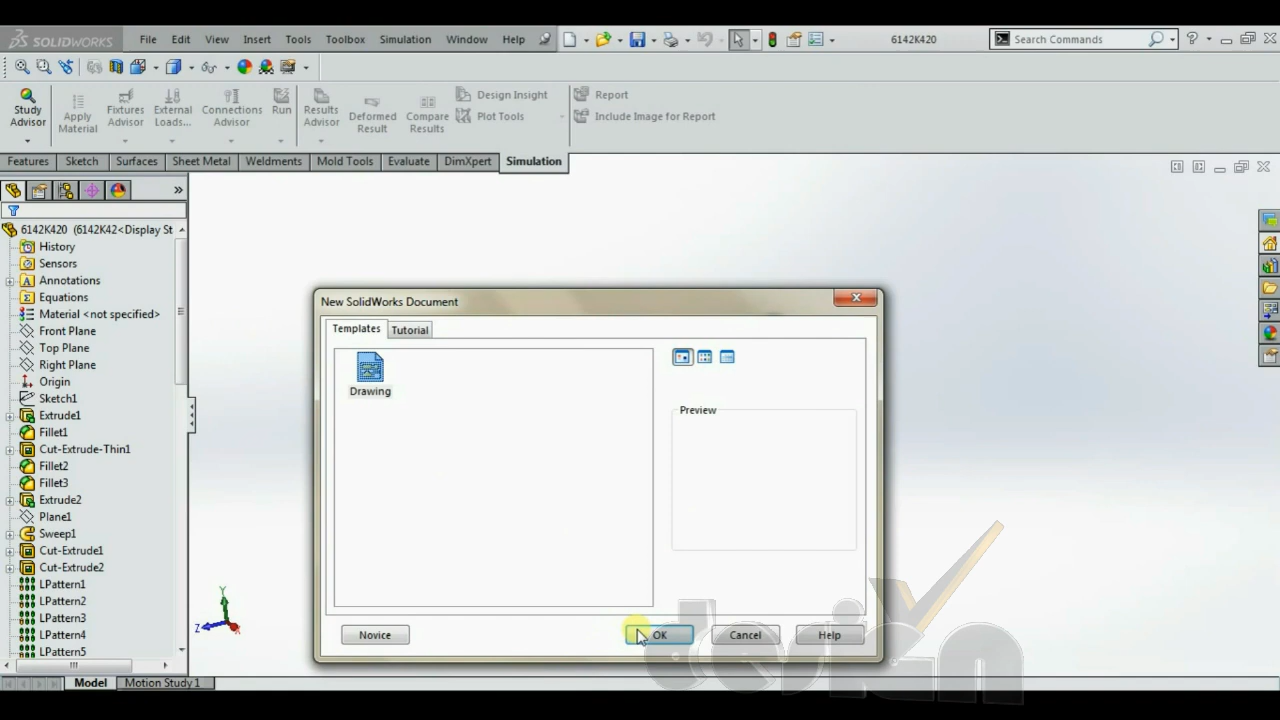 SOLIDWORKS File Edit View Insert Tools Toolbox Simulation Window Help 6142K420 Search Commands
Study Advisor
Apply Material
Fixtures Advisor
External Loads...
Connections Advisor
Run
Results Advisor
Deformed Result
Compare Results
Design Insight
Plot Tools
Report
Include Image for Report
Features Sketch Surfaces Sheet Metal Weldments Mold Tools Evaluate DimXpert Simulation
6142K420 (6142K42<Display St
History
Sensors
Annotations
Equations
Material <not specified>
Front Plane
Top Plane
Right Plane
Origin
Sketch1
Extrude1
Fillet1
Cut-Extrude-Thin1
Fillet2
Fillet3
Extrude2
Plane1
Sweep1
Cut-Extrude1
Cut-Extrude2
LPattern1
LPattern2
LPattern3
LPattern4
LPattern5
New SolidWorks Document
Templates Tutorial
Drawing
Preview
Novice OK Cancel Help
Y
Z X
design
Model Motion Study 1